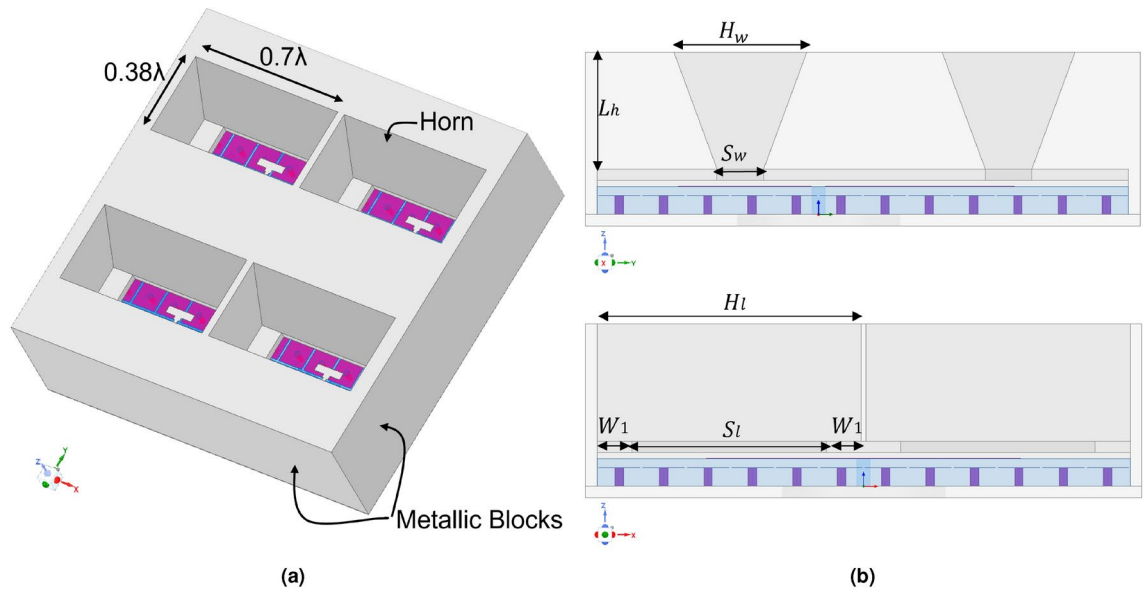 0.38λ
0.7λ
Horn
Metallic Blocks
Z
Y
X
(a)
Hw
Lh
Sw
Z
X
Y
Hl
W1
Sl
W1
Z
Y
X
(b)